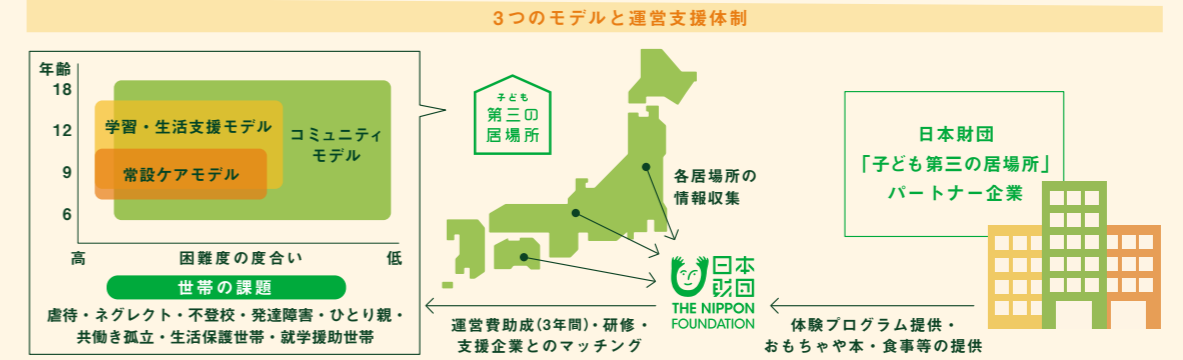 3つのモデルと運営支援体制
年齢
18
12
9
6
学習・生活支援モデル
常設ケアモデル
コミュニティ
モデル
高
困難度の度合い
低
世帯の課題
虐待・ネグレクト・不登校・発達障害・ひとり親・
共働き孤立・生活保護世帯・就学援助世帯
子ども
第三の
居場所
各居場所の
情報収集
日本
財団
THE NIPPON
FOUNDATION
運営費助成(3年間)・研修・
支援企業とのマッチング
日本財団
「子ども第三の居場所」
パートナー企業
体験プログラム提供・
おもちゃや本・食事等の提供